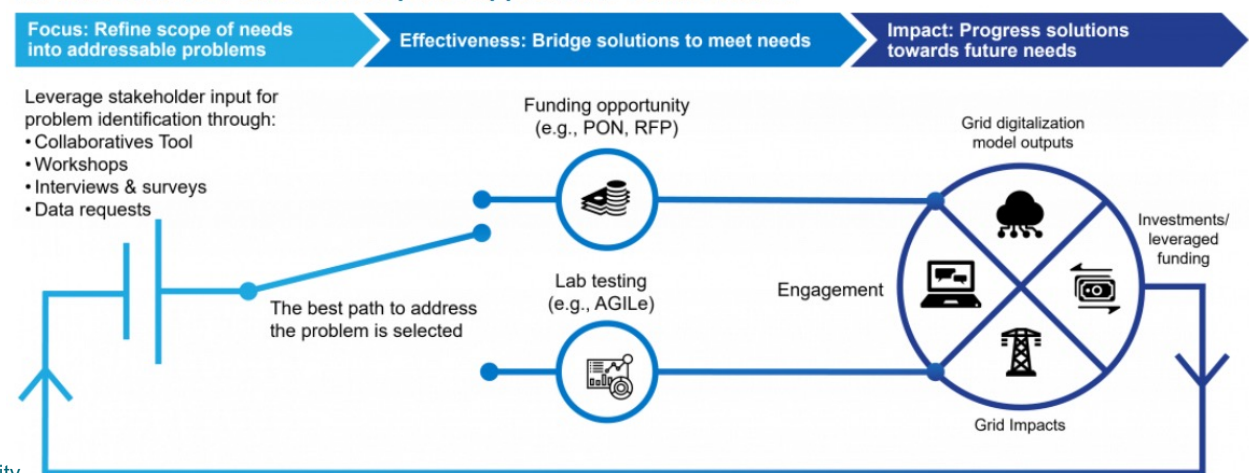 Focus: Refine scope of needs
into addressable problems
Effectiveness: Bridge solutions to meet needs
Impact: Progress solutions
towards future needs
Leverage stakeholder input for
problem identification through:
• Collaboratives Tool
• Workshops
• Interviews & surveys
• Data requests
The best path to address
the problem is selected
Funding opportunity
(e.g., PON, RFP)
Lab testing
(e.g., AGILe)
Engagement
Grid digitalization
model outputs
Investments/
leveraged
funding
Grid Impacts